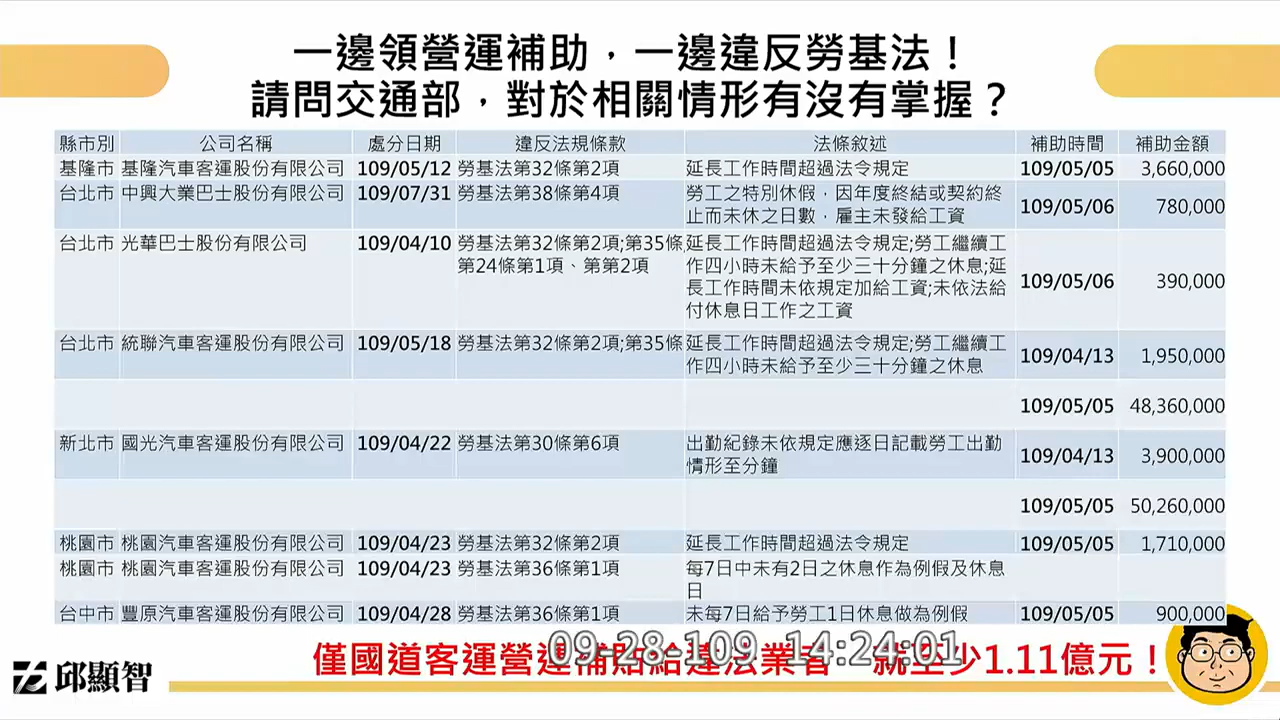 一邊領營運補助，一邊違反勞基法！
請問交通部，對於相關情形有沒有掌握？
縣市別 公司名稱 處分日期 違反法規條款 法條敘述 補助時間 補助金額
基隆市 基隆汽車客運股份有限公司 109/05/12 勞基法第32條第2項 延長工作時間超過法令規定 109/05/05 3,660,000
台北市 中興大業巴士股份有限公司 109/07/31 勞基法第38條第4項 勞工之特別休假，因年度終結或契約終
止而未休之日數，雇主未發給工資 109/05/06 780,000
台北市 光華巴士股份有限公司 109/04/10 勞基法第32條第2項;第35條 延長工作時間超過法令規定;勞工繼續工
第24條第1項、第第2項 作四小時未給予至少三十分鐘之休息;延
長工作時間未依規定加給工資;未依法給 109/05/06 390,000
付休息日工作之工資
台北市 統聯汽車客運股份有限公司 109/05/18 勞基法第32條第2項;第35條 延長工作時間超過法令規定;勞工繼續工
作四小時未給予至少三十分鐘之休息 109/04/13 1,950,000
109/05/05 48,360,000
新北市 國光汽車客運股份有限公司 109/04/22 勞基法第30條第6項 出勤紀錄未依規定應逐日記載勞工出勤
情形至分鐘 109/04/13 3,900,000
109/05/05 50,260,000
桃園市 桃園汽車客運股份有限公司 109/04/23 勞基法第32條第2項 延長工作時間超過法令規定 109/05/05 1,710,000
桃園市 桃園汽車客運股份有限公司 109/04/23 勞基法第36條第1項 每7日中未有2日之休息作為例假及休息
日
台中市 豐原汽車客運股份有限公司 109/04/28 勞基法第36條第1項 未每7日給予勞工1日休息做為例假 109/05/05 900,000
僅國道客運營運補貼給違法業者 就至少1.11億元！
09-28-109 14:24:01
邱顯智